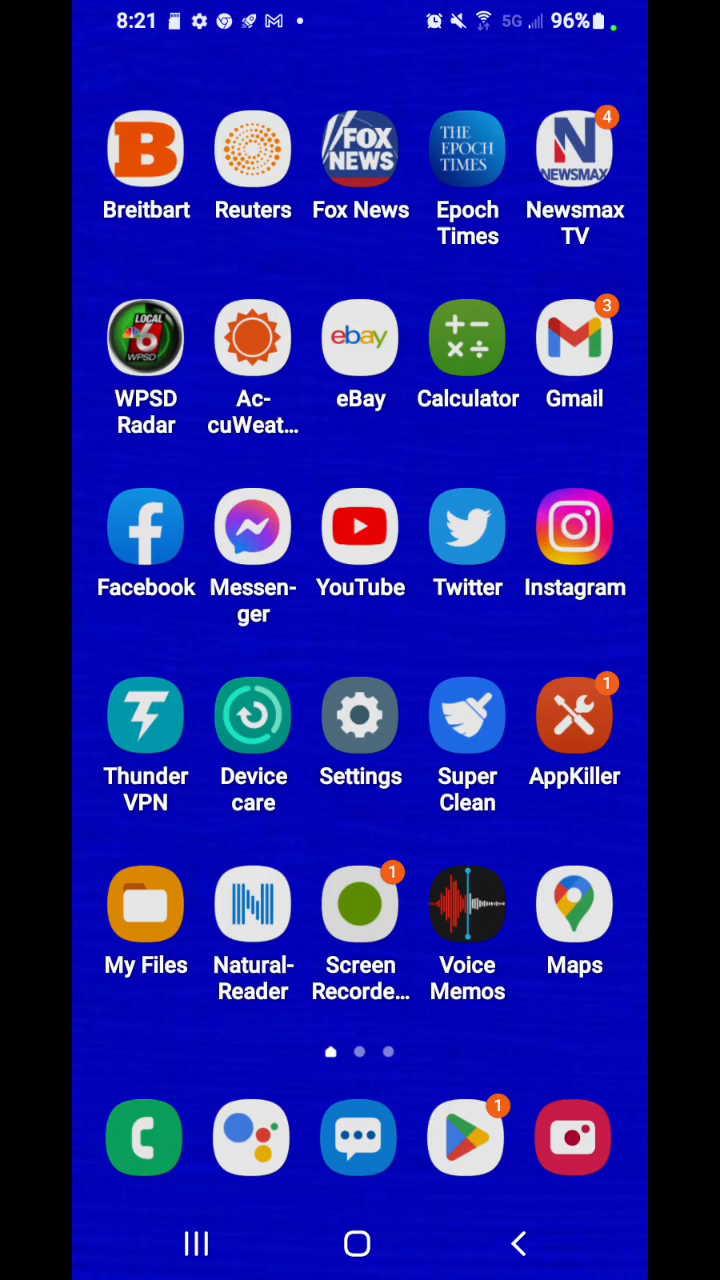 8:21 5G 96%
4
B FOX NEWS THE EPOCH TIMES N NEWSMAX
Breitbart Reuters Fox News Epoch Times Newsmax TV
3
LOCAL 6 WPSD ebay
WPSD Radar Ac-cuWeat... eBay Calculator Gmail
Facebook Messen-ger YouTube Twitter Instagram
1
Thunder VPN Device care Settings Super Clean AppKiller
1
My Files Natural-Reader Screen Recorde... Voice Memos Maps
1